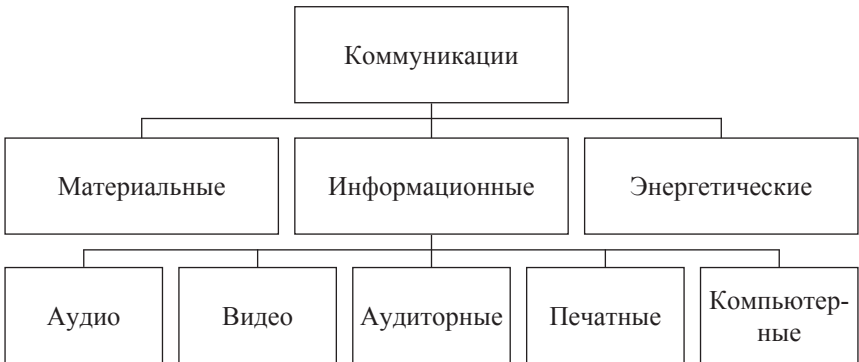 Коммуникации
Материальные
Информационные
Энергетические
Аудио
Видео
Аудиторные
Печатные
Компьютер-
ные